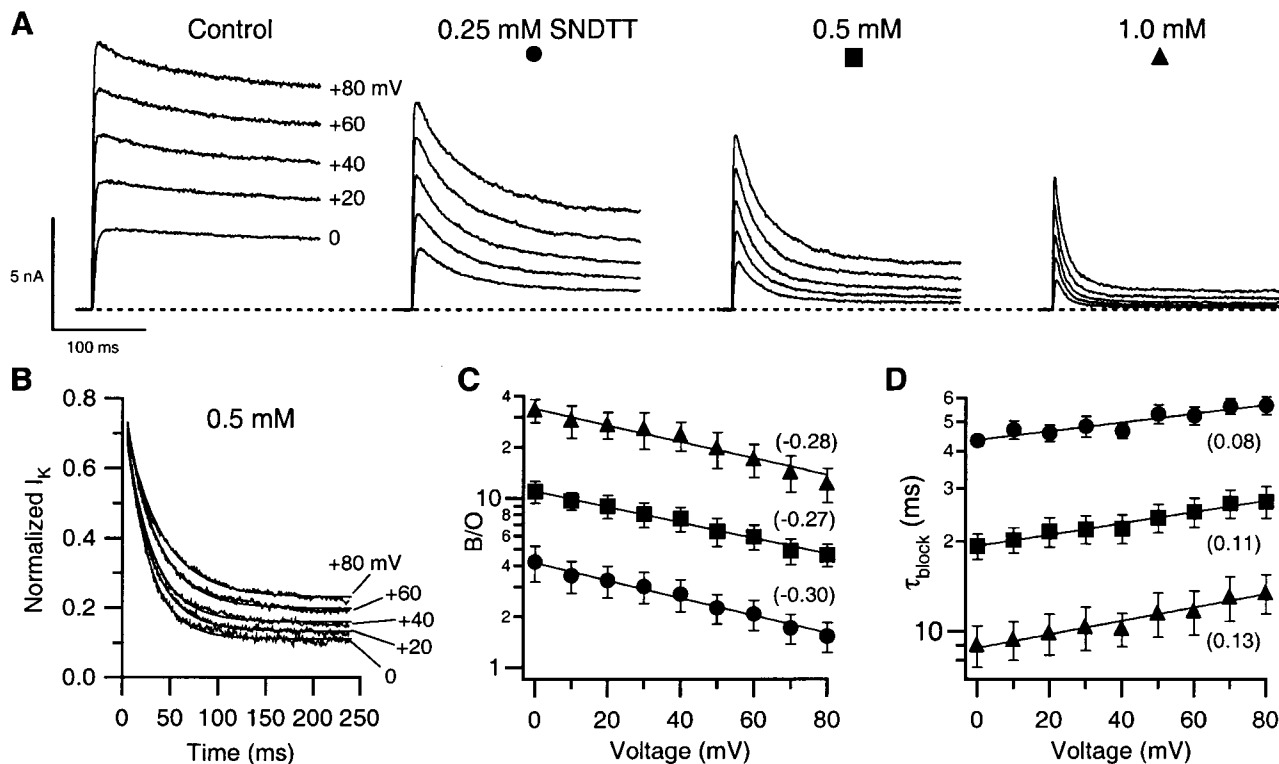 A
Control
0.25 mM SNDTT
0.5 mM
1.0 mM
+80 mV
+60
+40
+20
0
5 nA
100 ms
B
0.5 mM
Normalized I_K
0.8
0.6
0.4
0.2
0.0
+80 mV
+60
+40
+20
0
0 50 100 150 200 250
Time (ms)
C
B/O
4
2
10
8
6
4
2
1
(-0.28)
(-0.27)
(-0.30)
0 20 40 60 80
Voltage (mV)
D
τ_block (ms)
6
5
4
3
2
10
(0.08)
(0.11)
(0.13)
0 20 40 60 80
Voltage (mV)